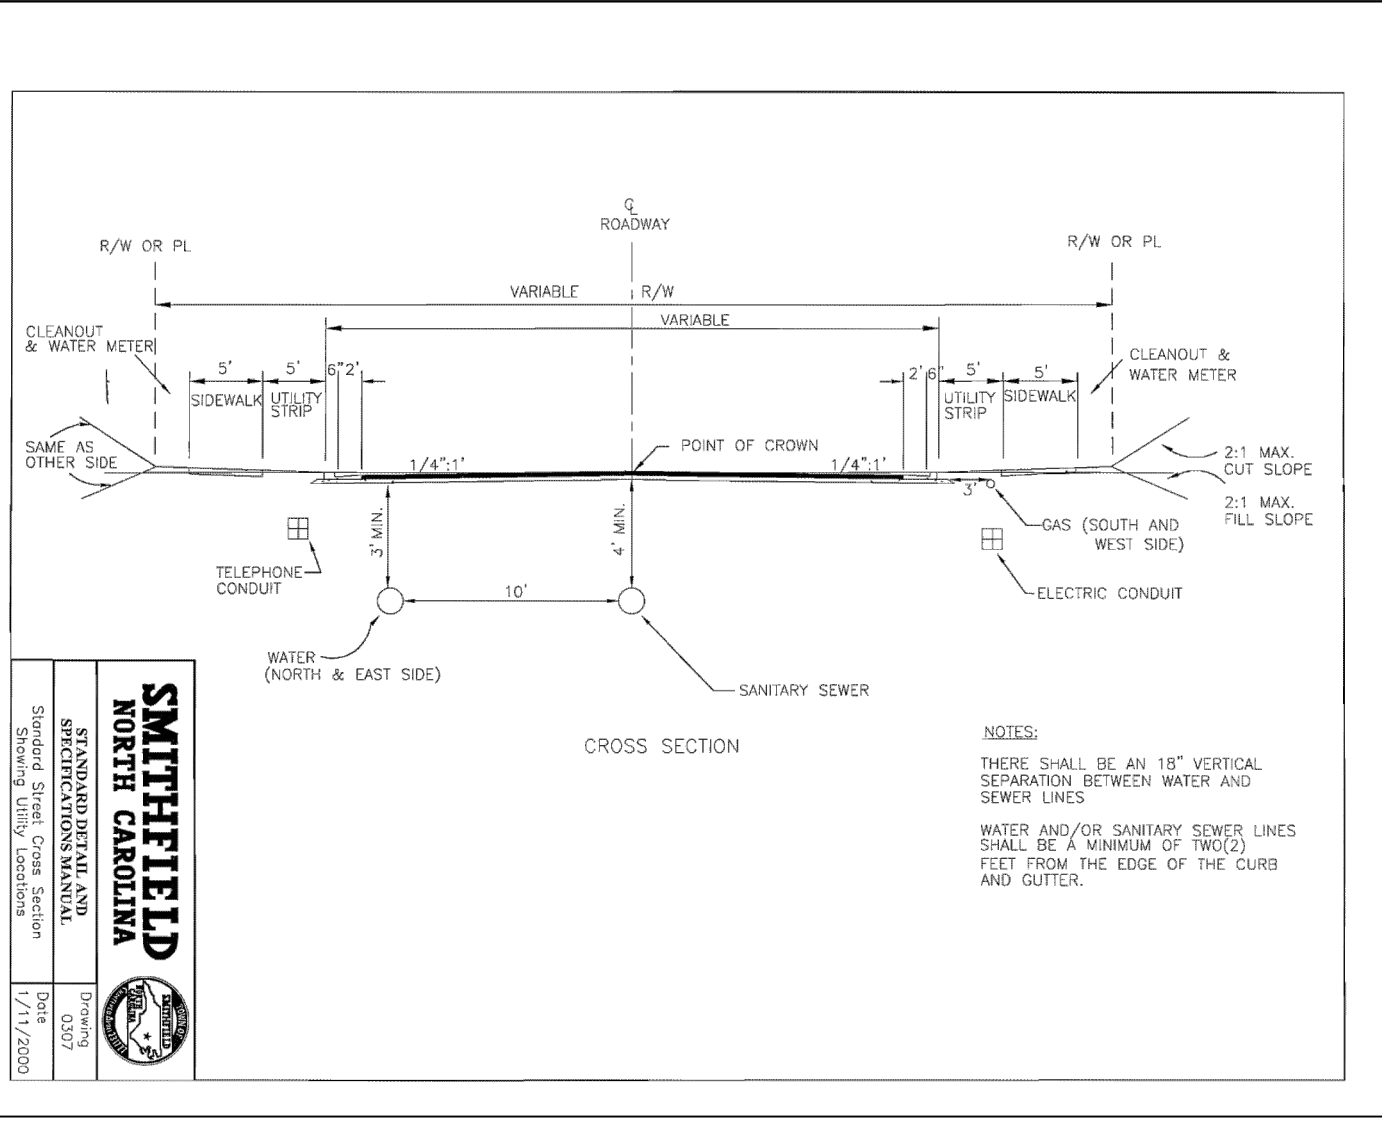 ℄
ROADWAY
R/W OR PL
R/W OR PL
VARIABLE R/W
VARIABLE
CLEANOUT
& WATER METER
CLEANOUT &
WATER METER
5'
5'
6"
2'
2'
6"
5'
5'
SIDEWALK
UTILITY
STRIP
UTILITY
STRIP
SIDEWALK
SAME AS
OTHER SIDE
1/4":1'
POINT OF CROWN
1/4":1'
2:1 MAX.
CUT SLOPE
2:1 MAX.
FILL SLOPE
3'
GAS (SOUTH AND
WEST SIDE)
3' MIN.
4' MIN.
TELEPHONE
CONDUIT
10'
ELECTRIC CONDUIT
WATER
(NORTH & EAST SIDE)
SANITARY SEWER
CROSS SECTION
NOTES:
THERE SHALL BE AN 18" VERTICAL
SEPARATION BETWEEN WATER AND
SEWER LINES
WATER AND/OR SANITARY SEWER LINES
SHALL BE A MINIMUM OF TWO(2)
FEET FROM THE EDGE OF THE CURB
AND GUTTER.
SMITHFIELD
NORTH CAROLINA
STANDARD DETAIL AND
SPECIFICATIONS MANUAL
Standard Street Cross Section
Showing Utility Locations
Drawing
0307
Date
1/11/2000
TOWN OF
SMITHFIELD
NORTH
CAROLINA